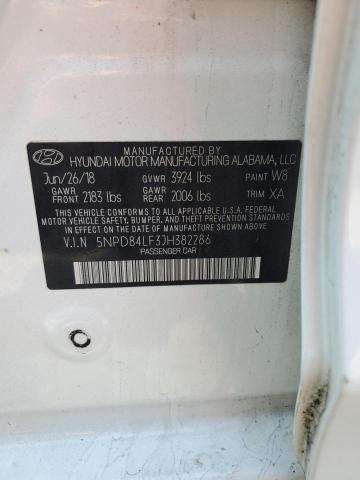 MANUFACTURED BY
HYUNDAI MOTOR MANUFACTURING ALABAMA, LLC
Jun/26/18 GVWR 3924 lbs PAINT W8
GAWR FRONT 2183 lbs GAWR REAR 2006 lbs TRIM XA
THIS VEHICLE CONFORMS TO ALL APPLICABLE U.S.A. FEDERAL
MOTOR VEHICLE SAFETY, BUMPER, AND THEFT PREVENTION
STANDARDS IN EFFECT ON THE DATE OF MANUFACTURE SHOWN ABOVE.
V.I.N 5NPD84LF3JH382286
PASSENGER CAR